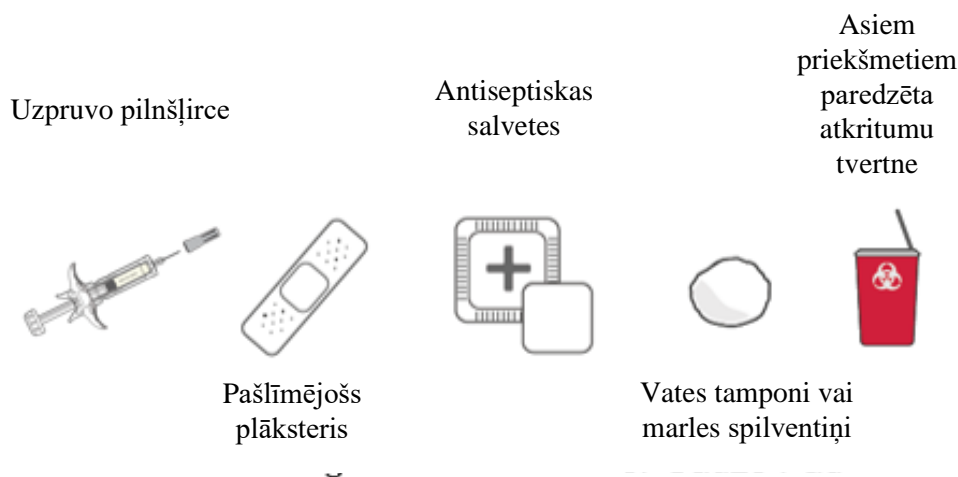 Uzpruvo pilnšļirce
Antiseptiskas
salvetes
Asiem
priekšmetiem
paredzēta
atkritumu
tvertne
Pašlīmējošs
plāksteris
Vates tamponi vai
marles spilventiņi